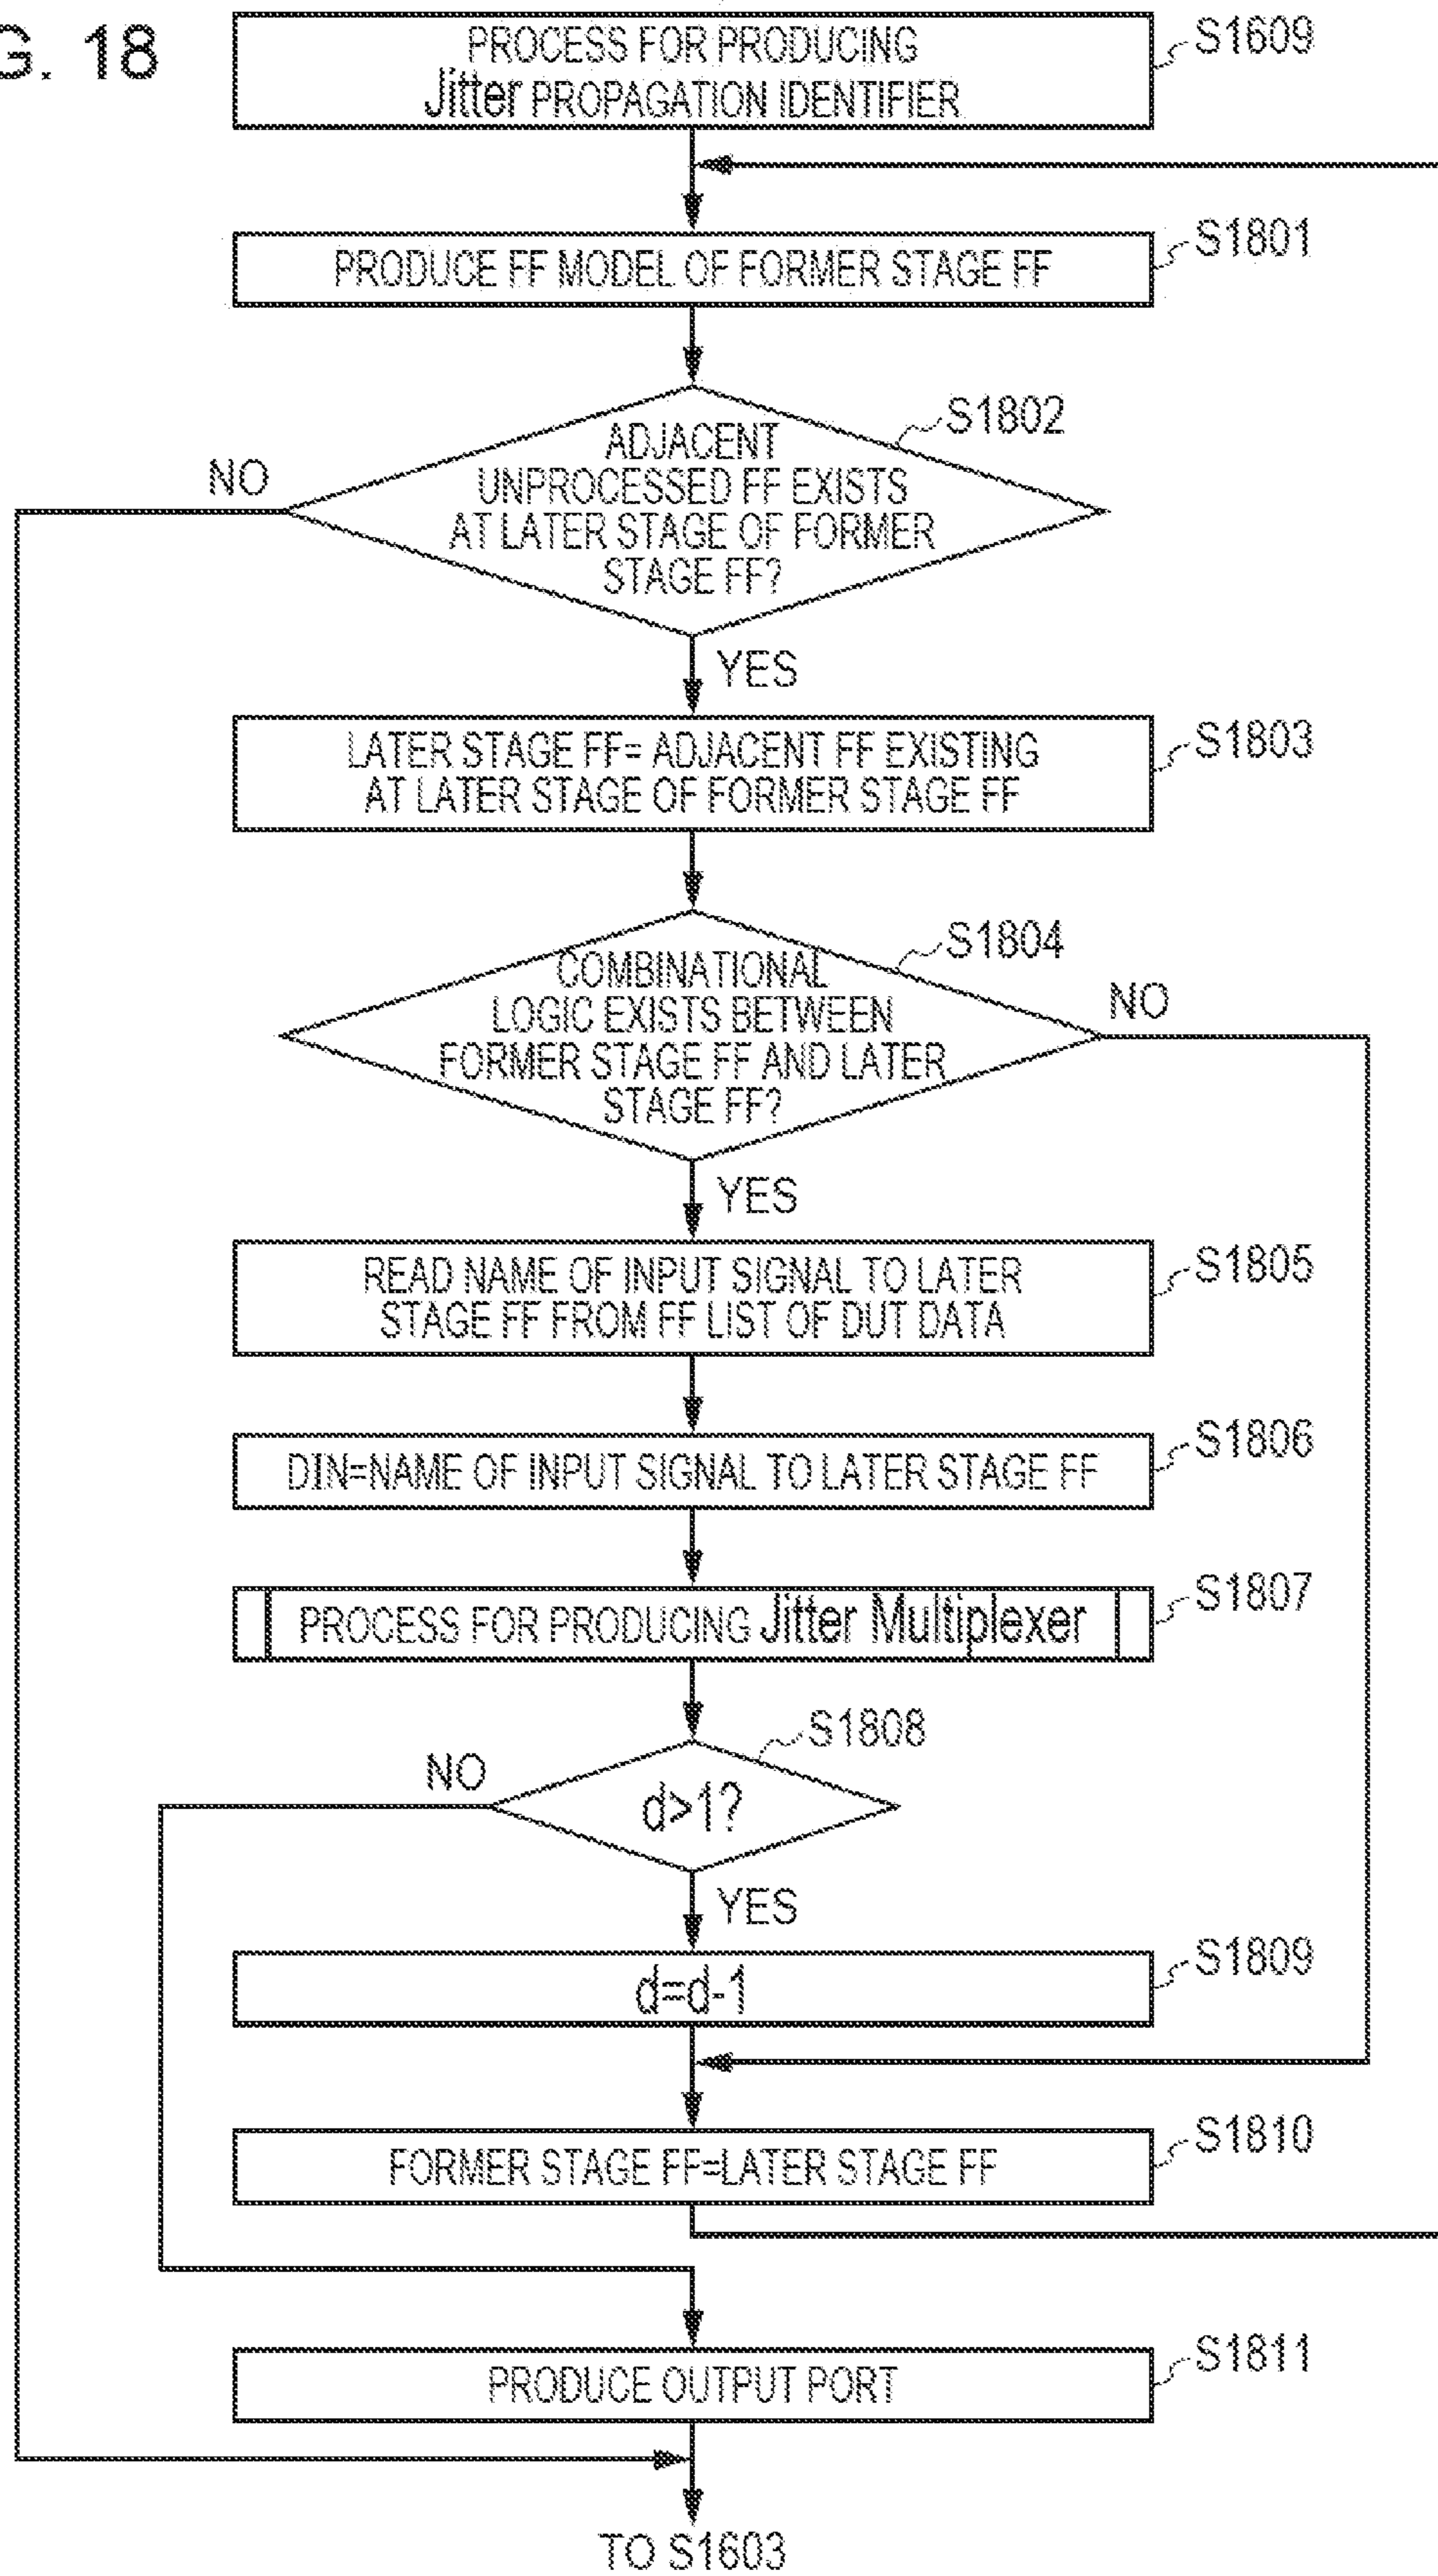 G. 18
PROCESS FOR PRODUCING
Jitter PROPAGATION IDENTIFIER
S1609
PRODUCE FF MODEL OF FORMER STAGE FF
S1801
S1802
ADJACENT
UNPROCESSED FF EXISTS
AT LATER STAGE OF FORMER
STAGE FF?
NO
YES
LATER STAGE FF= ADJACENT FF EXISTING
AT LATER STAGE OF FORMER STAGE FF
S1803
S1804
COMBINATIONAL
LOGIC EXISTS BETWEEN
FORMER STAGE FF AND LATER
STAGE FF?
NO
YES
READ NAME OF INPUT SIGNAL TO LATER
STAGE FF FROM FF LIST OF DUT DATA
S1805
DIN=NAME OF INPUT SIGNAL TO LATER STAGE FF
S1806
PROCESS FOR PRODUCING Jitter Multiplexer
S1807
S1808
NO
d>1?
YES
d=d-1
S1809
FORMER STAGE FF=LATER STAGE FF
S1810
PRODUCE OUTPUT PORT
S1811
TO S1603